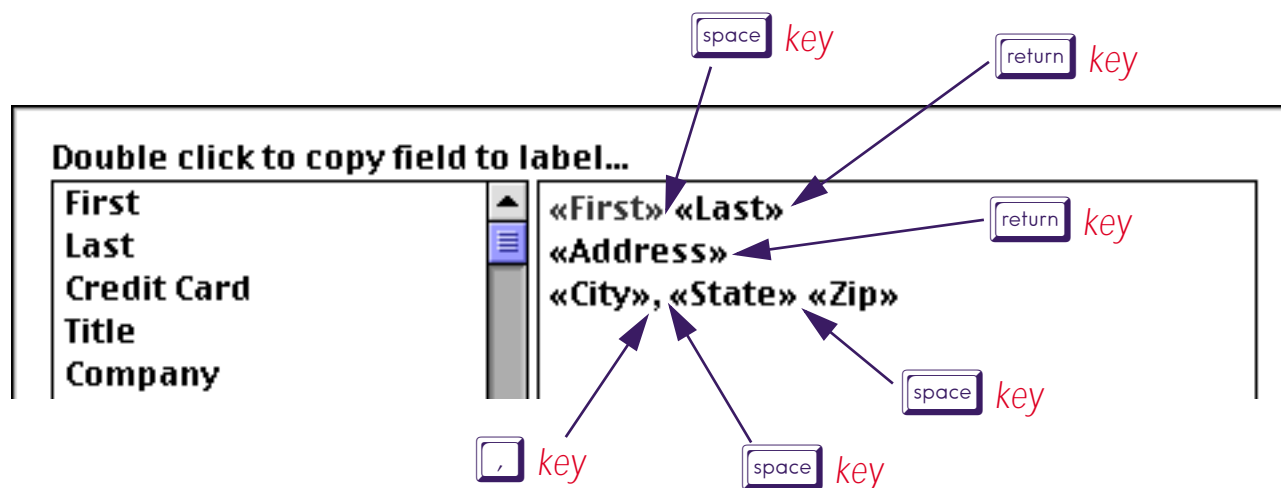 space key
return key
Double click to copy field to label...
First
Last
Credit Card
Title
Company
«First» «Last»
«Address»
«City», «State» «Zip»
return key
space key
, key
space key